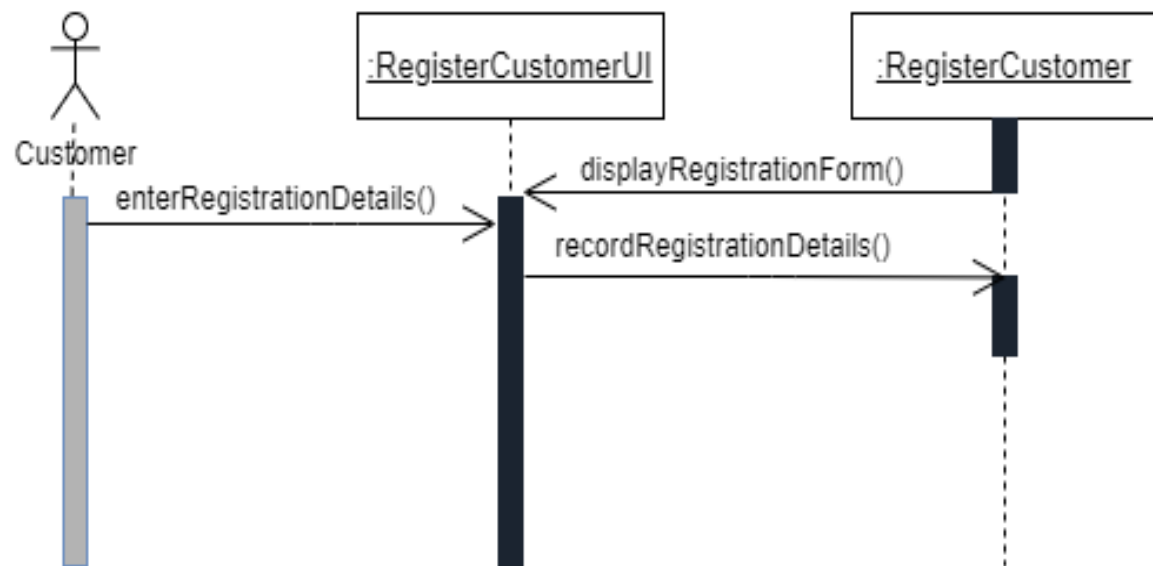 :RegisterCustomerUI
:RegisterCustomer
Customer
displayRegistrationForm()
enterRegistrationDetails()
recordRegistrationDetails()